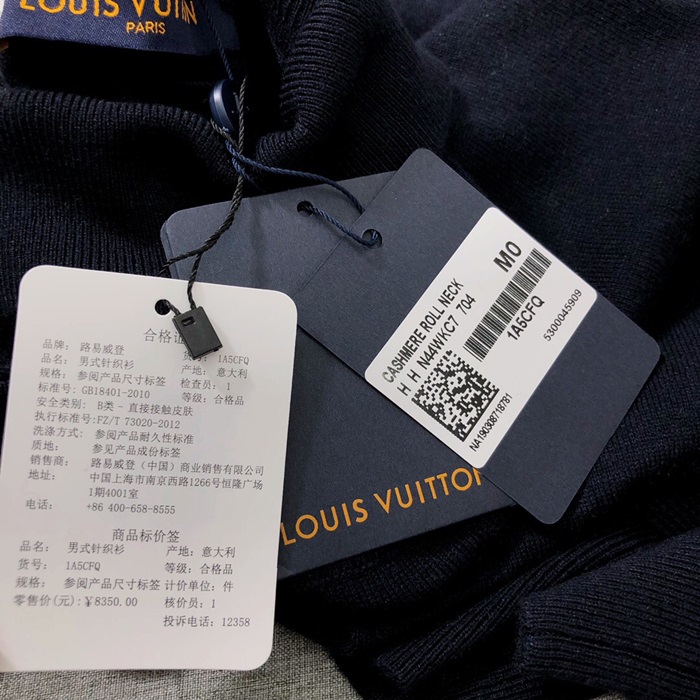 LOUIS VUITTON
PARIS
CASHMERE ROLL NECK
H H N44WKC7 704
M0
1A5CFQ
5300045909
NA190308718781
LOUIS VUITTON
合格证
品牌: 路易威登
货号: 1A5CFQ
品名: 男式针织衫
产地: 意大利
规格: 参阅产品尺寸标签
检查员: 1
标准号: GB18401-2010
等级: 合格品
安全类别: B类 - 直接接触皮肤
执行标准号:FZ/T 73020-2012
洗涤方式: 参阅产品耐久性标准
质地: 参见产品成份标签
销售商: 路易威登（中国）商业销售有限公司
地址: 中国上海市南京西路1266号恒隆广场
1期4001室
电话: +86 400-658-8555
商品标价签
品名: 男式针织衫 产地: 意大利
货号: 1A5CFQ 等级: 合格品
规格: 参阅产品尺寸标签 计价单位: 件
零售价(元):¥8350.00 核价员: 1
投诉电话: 12358